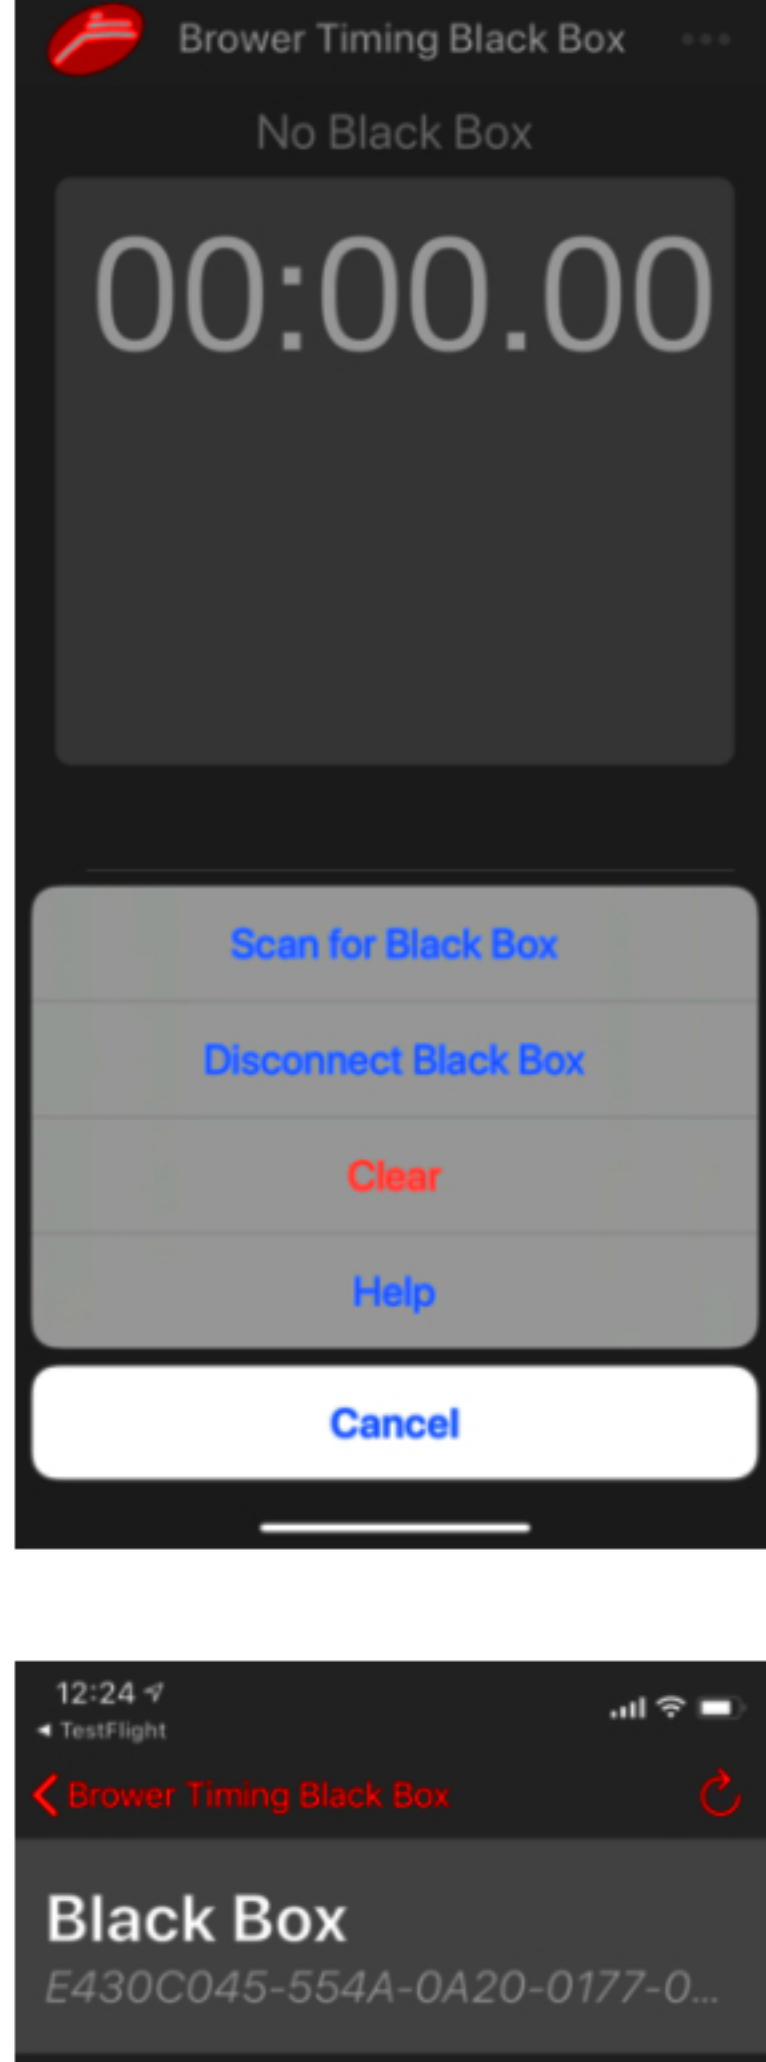 Brower Timing Black Box
No Black Box
00:00.00
Scan for Black Box
Disconnect Black Box
Clear
Help
Cancel
12:24
◄ TestFlight
Brower Timing Black Box
Black Box
E430C045-554A-0A20-0177-0...